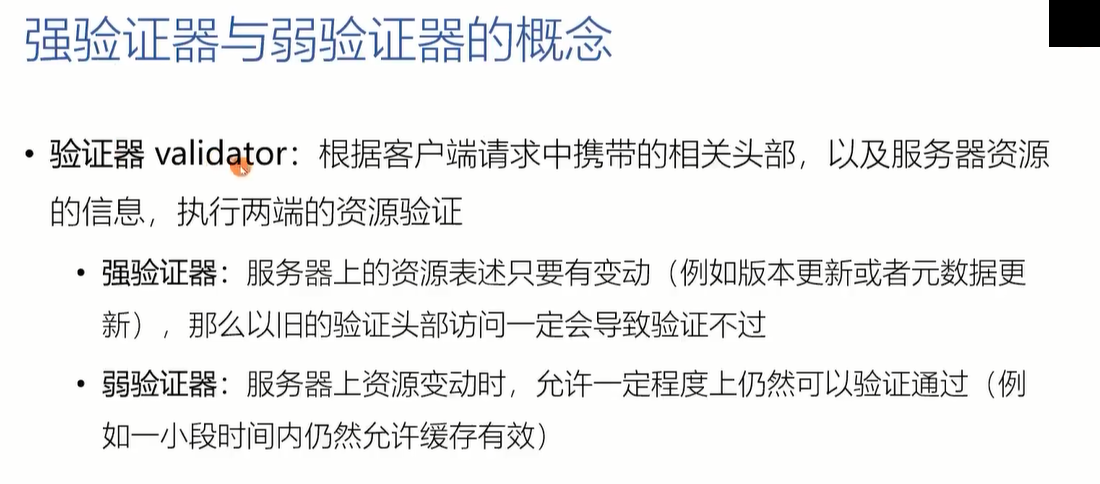 强验证器与弱验证器的概念
• 验证器 validator：根据客户端请求中携带的相关头部，以及服务器资源
的信息，执行两端的资源验证
• 强验证器：服务器上的资源表述只要有变动（例如版本更新或者元数据更
新），那么以旧的验证头部访问一定会导致验证不过
• 弱验证器：服务器上资源变动时，允许一定程度上仍然可以验证通过（例
如一小段时间内仍然允许缓存有效）